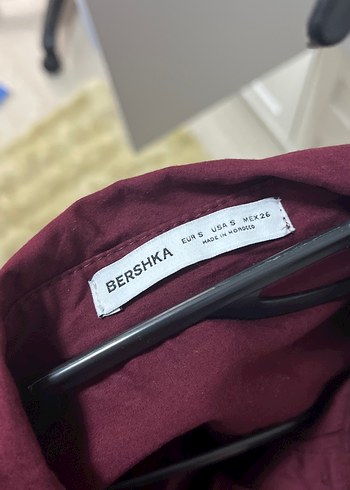 BERSHKA
EUR S USA S MEX 26
MADE IN MOROCCO